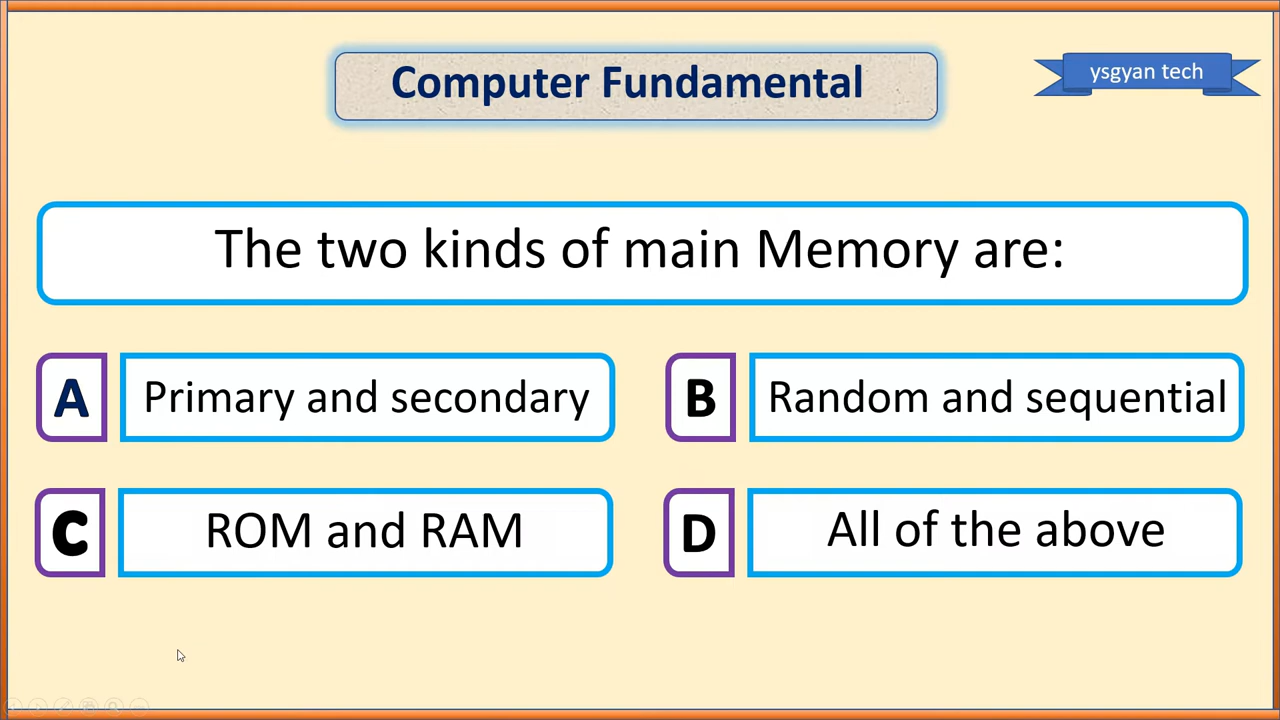 Computer Fundamental
ysgyan tech
The two kinds of main Memory are:
A
Primary and secondary
B
Random and sequential
C
ROM and RAM
D
All of the above